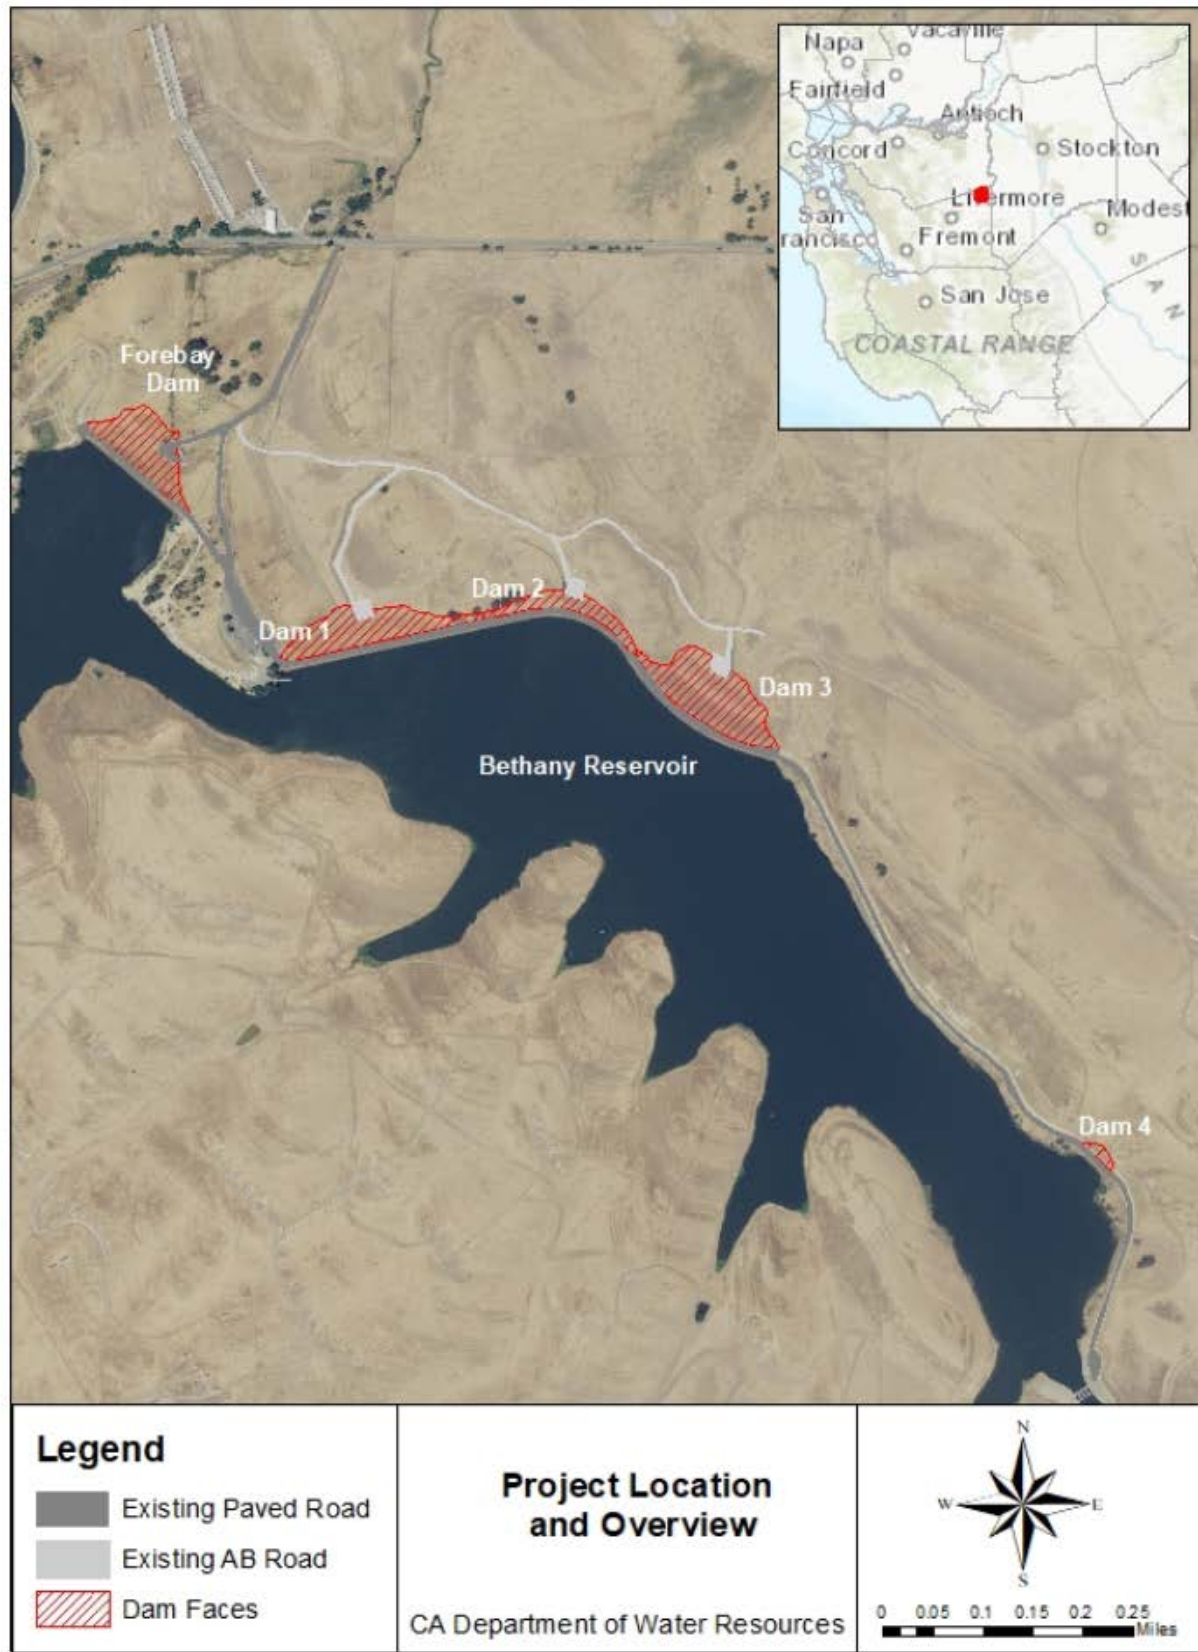 Vacaville
Napa
Fairfield
Antioch
Concord
Stockton
Livermore
San
Francisco
Modest
Fremont
S A N
San Jose
COASTAL RANGE
Forebay
Dam
Dam 2
Dam 1
Dam 3
Bethany Reservoir
Dam 4
Legend
Existing Paved Road
Existing AB Road
Dam Faces
Project Location
and Overview
CA Department of Water Resources
N
W
E
S
0 0.05 0.1 0.15 0.2 0.25
Miles